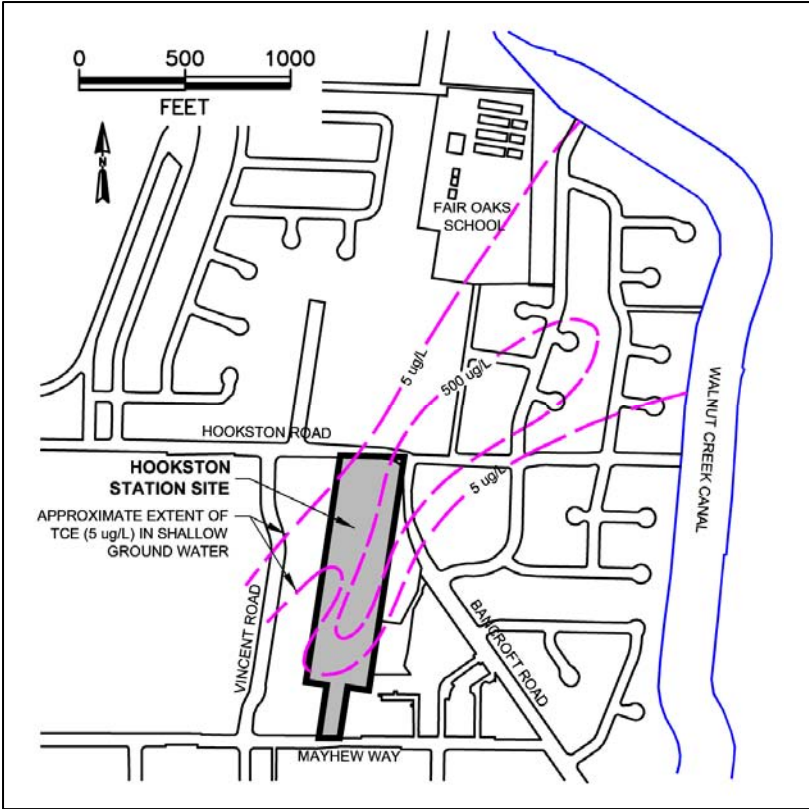 0 500 1000
FEET
N
FAIR OAKS
SCHOOL
5 ug/L
500 ug/L
WALNUT CREEK CANAL
HOOKSTON ROAD
5 ug/L
HOOKSTON
STATION SITE
APPROXIMATE EXTENT OF
TCE (5 ug/L) IN SHALLOW
GROUND WATER
VINCENT ROAD
BANCROFT ROAD
MAYHEW WAY